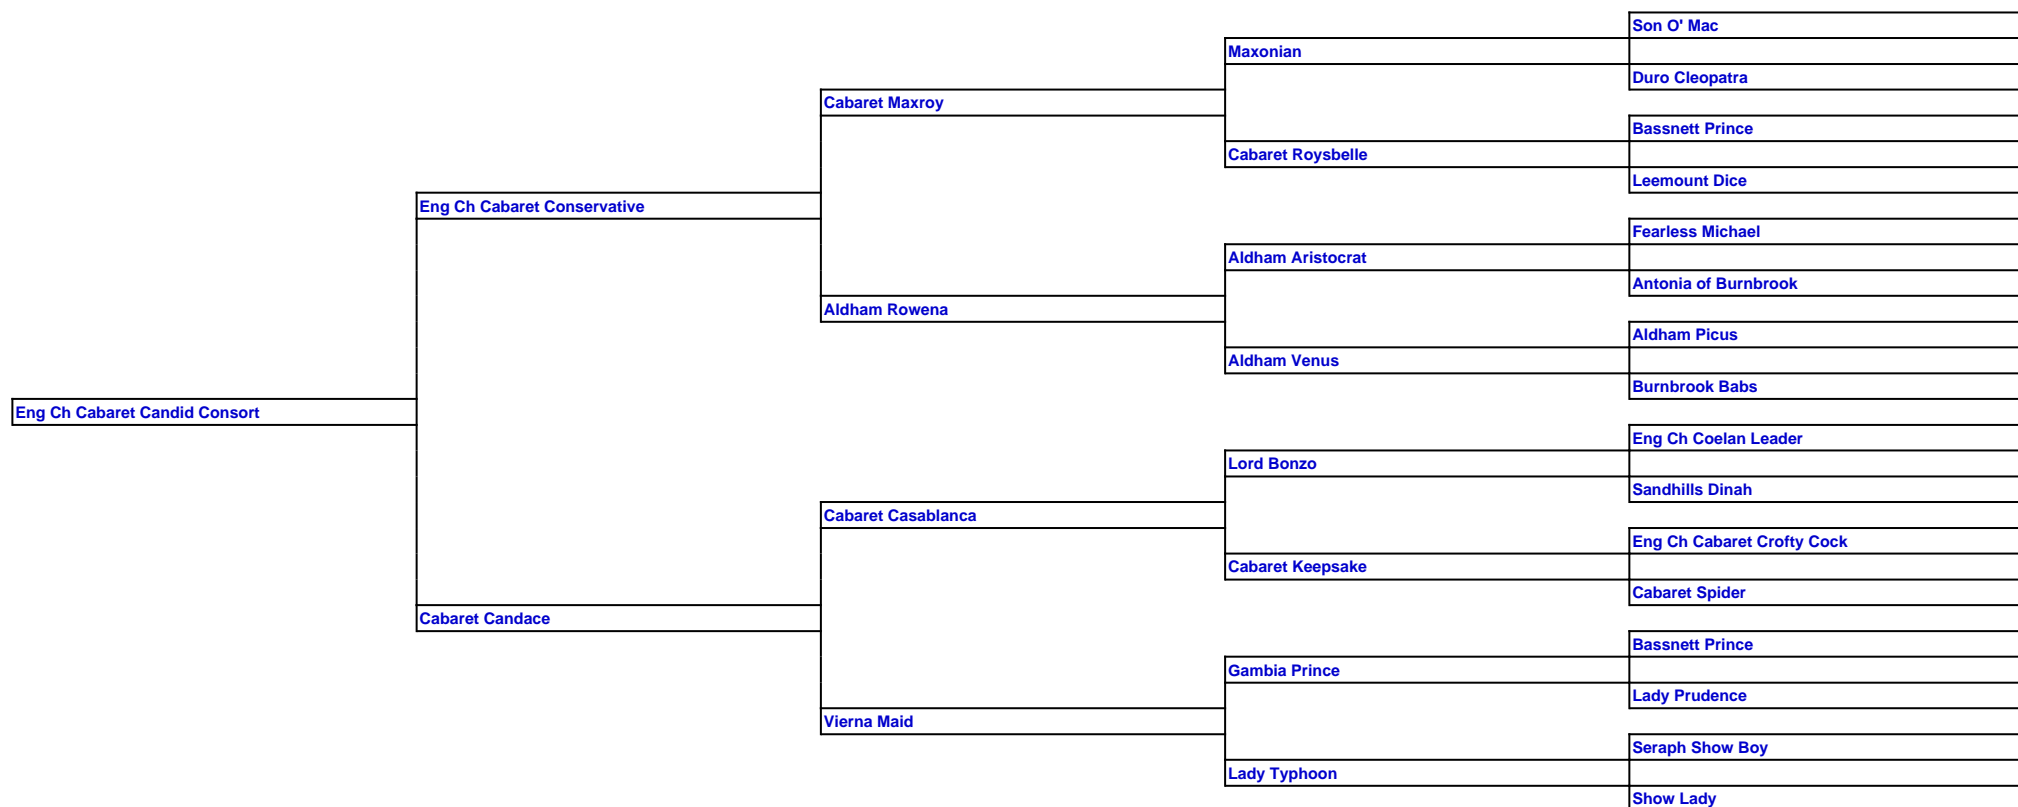 Son O' Mac
Maxonian
Duro Cleopatra
Cabaret Maxroy
Bassnett Prince
Cabaret Roysbelle
Leemount Dice
Eng Ch Cabaret Conservative
Fearless Michael
Aldham Aristocrat
Antonia of Burnbrook
Aldham Rowena
Aldham Picus
Aldham Venus
Burnbrook Babs
Eng Ch Cabaret Candid Consort
Eng Ch Coelan Leader
Lord Bonzo
Sandhills Dinah
Cabaret Casablanca
Eng Ch Cabaret Crofty Cock
Cabaret Keepsake
Cabaret Spider
Cabaret Candace
Bassnett Prince
Gambia Prince
Lady Prudence
Vierna Maid
Seraph Show Boy
Lady Typhoon
Show Lady